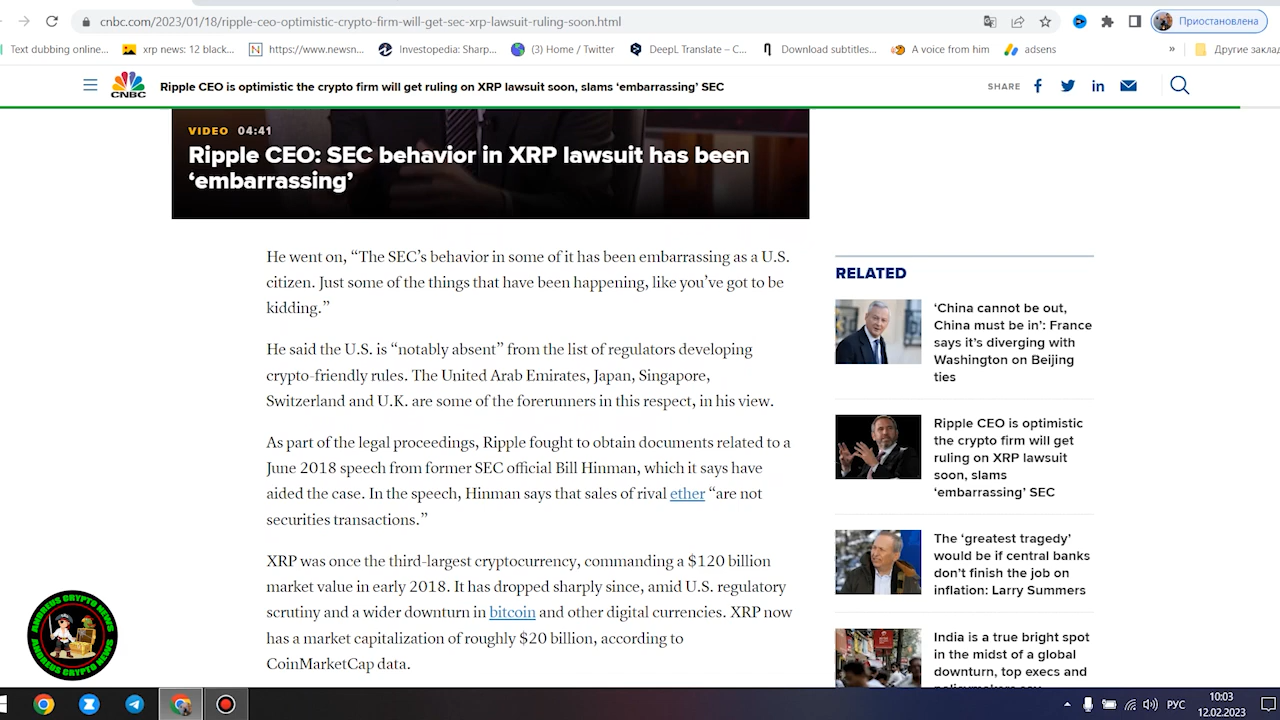 cnbc.com/2023/01/18/ripple-ceo-optimistic-crypto-firm-will-get-sec-xrp-lawsuit-ruling-soon.html
Приостановлена
Text dubbing online...
xrp news: 12 black...
https://www.newsn...
Investopedia: Sharp...
(3) Home / Twitter
DeepL Translate – C...
Download subtitles...
A voice from him
adsens
»
Другие закла
CNBC
Ripple CEO is optimistic the crypto firm will get ruling on XRP lawsuit soon, slams ‘embarrassing’ SEC
SHARE
VIDEO 04:41
Ripple CEO: SEC behavior in XRP lawsuit has been
‘embarrassing’
He went on, “The SEC’s behavior in some of it has been embarrassing as a U.S.
citizen. Just some of the things that have been happening, like you’ve got to be
kidding.”
He said the U.S. is “notably absent” from the list of regulators developing
crypto-friendly rules. The United Arab Emirates, Japan, Singapore,
Switzerland and U.K. are some of the forerunners in this respect, in his view.
As part of the legal proceedings, Ripple fought to obtain documents related to a
June 2018 speech from former SEC official Bill Hinman, which it says have
aided the case. In the speech, Hinman says that sales of rival ether “are not
securities transactions.”
XRP was once the third-largest cryptocurrency, commanding a $120 billion
market value in early 2018. It has dropped sharply since, amid U.S. regulatory
scrutiny and a wider downturn in bitcoin and other digital currencies. XRP now
has a market capitalization of roughly $20 billion, according to
CoinMarketCap data.
RELATED
‘China cannot be out,
China must be in’: France
says it’s diverging with
Washington on Beijing
ties
Ripple CEO is optimistic
the crypto firm will get
ruling on XRP lawsuit
soon, slams
‘embarrassing’ SEC
The ‘greatest tragedy’
would be if central banks
don’t finish the job on
inflation: Larry Summers
India is a true bright spot
in the midst of a global
downturn, top execs and
ANDREUS CRYPTO NEWS
ANDREUS CRYPTO NEWS
РУС
10:03
12.02.2023